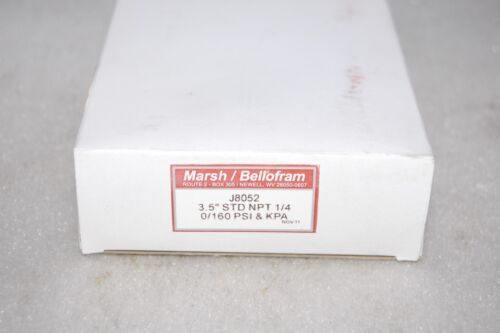 Marsh / Bellofram
ROUTE 2 - BOX 305 / NEWELL, WV 26050-0607
J8052
3.5" STD NPT 1/4
0/160 PSI & KPA
NOV-11